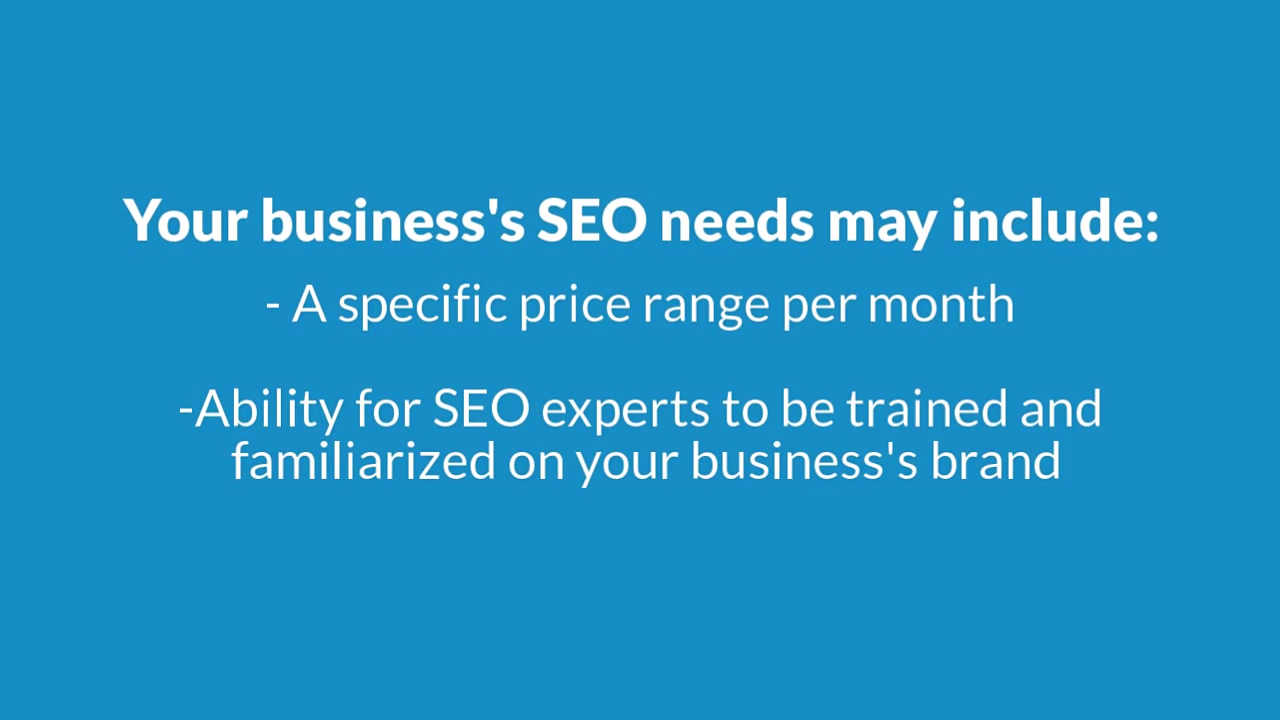 Your business's SEO needs may include:
- A specific price range per month
-Ability for SEO experts to be trained and
familiarized on your business's brand